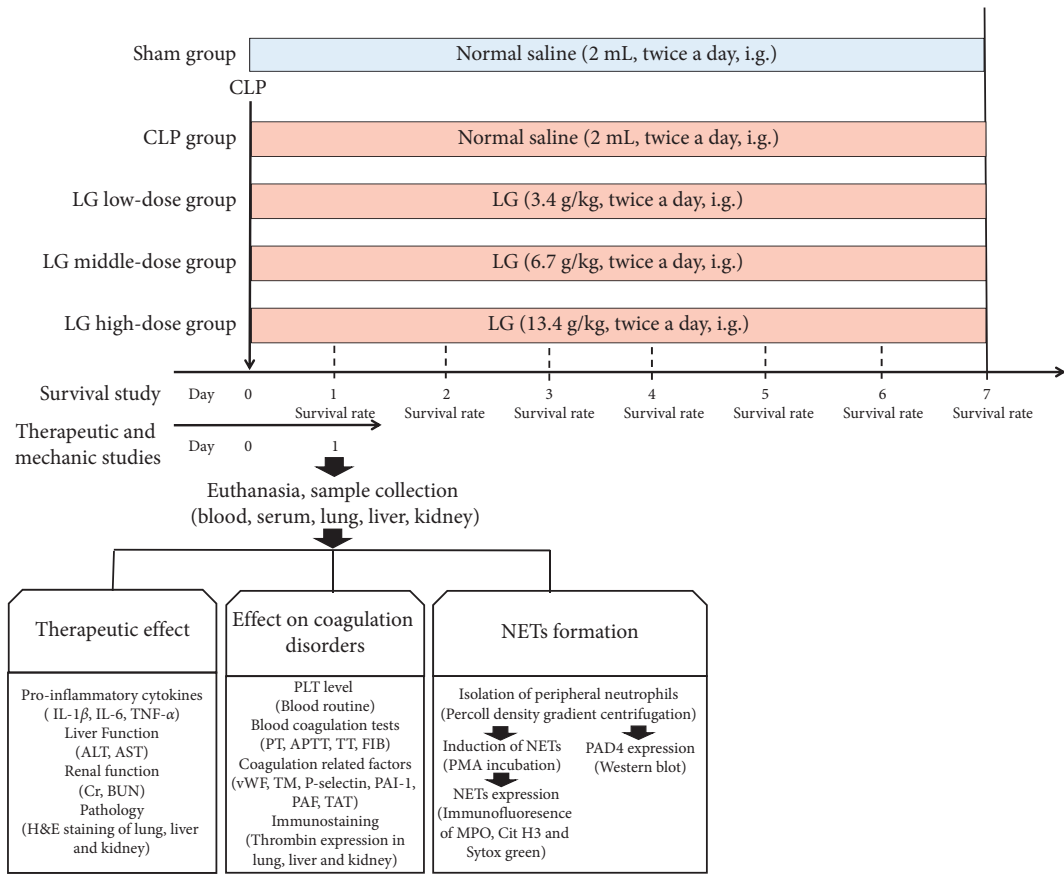 Sham group
Normal saline (2 mL, twice a day, i.g.)
CLP
CLP group
Normal saline (2 mL, twice a day, i.g.)
LG low-dose group
LG (3.4 g/kg, twice a day, i.g.)
LG middle-dose group
LG (6.7 g/kg, twice a day, i.g.)
LG high-dose group
LG (13.4 g/kg, twice a day, i.g.)
Survival study
Day 0 1 2 3 4 5 6 7
Survival rate Survival rate Survival rate Survival rate Survival rate Survival rate Survival rate
Therapeutic and
mechanic studies
Day 0 1
Euthanasia, sample collection
(blood, serum, lung, liver, kidney)
Therapeutic effect
Pro-inflammatory cytokines
( IL-1β, IL-6, TNF-α)
Liver Function
(ALT, AST)
Renal function
(Cr, BUN)
Pathology
(H&E staining of lung, liver
and kidney)
Effect on coagulation
disorders
PLT level
(Blood routine)
Blood coagulation tests
(PT, APTT, TT, FIB)
Coagulation related factors
(vWF, TM, P-selectin, PAI-1,
PAF, TAT)
Immunostaining
(Thrombin expression in
lung, liver and kidney)
NETs formation
Isolation of peripheral neutrophils
(Percoll density gradient centrifugation)
Induction of NETs
(PMA incubation)
NETs expression
(Immunofluoresence
of MPO, Cit H3 and
Sytox green)
PAD4 expression
(Western blot)